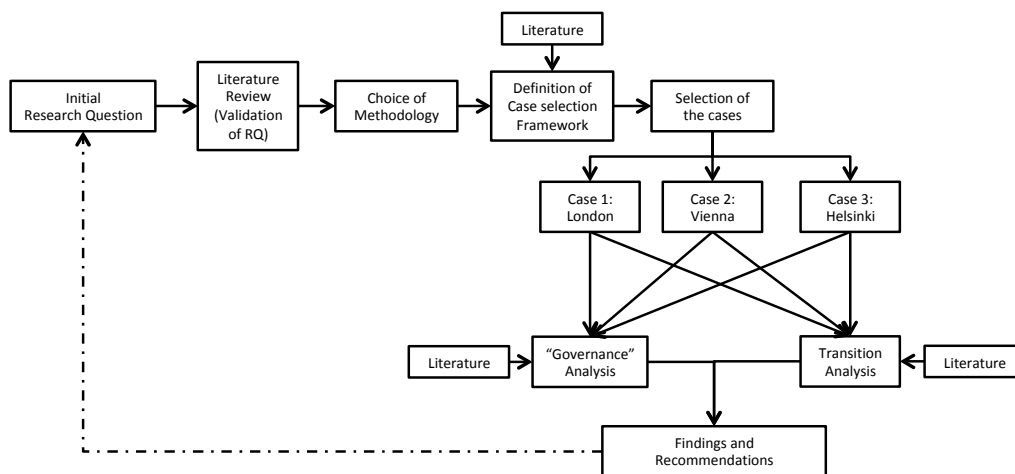 Literature
Initial
Research Question
Literature
Review
(Validation
of RQ)
Choice of
Methodology
Definition of
Case selection
Framework
Selection of
the cases
Case 1:
London
Case 2:
Vienna
Case 3:
Helsinki
Literature
“Governance”
Analysis
Transition
Analysis
Literature
Findings and
Recommendations